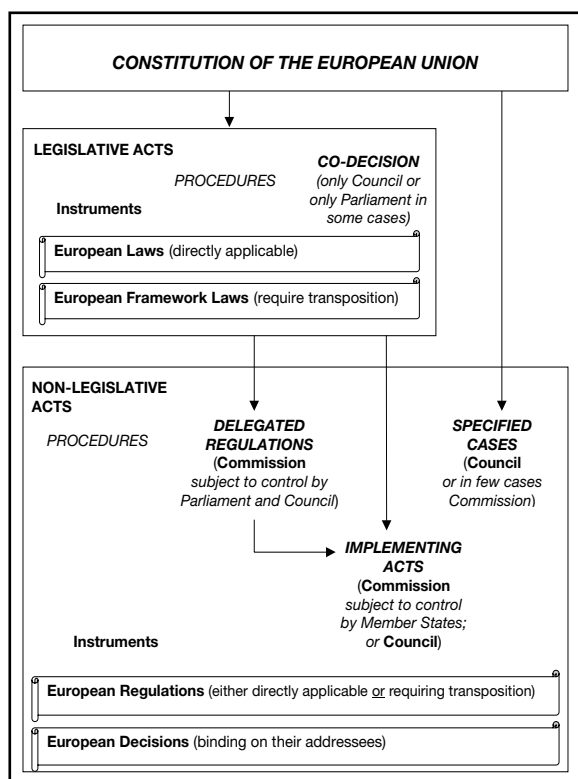 CONSTITUTION OF THE EUROPEAN UNION
LEGISLATIVE ACTS
PROCEDURES
CO-DECISION
(only Council or
only Parliament in
some cases)
Instruments
European Laws (directly applicable)
European Framework Laws (require transposition)
NON-LEGISLATIVE
ACTS
PROCEDURES
DELEGATED
REGULATIONS
(Commission
subject to control by
Parliament and Council)
SPECIFIED
CASES
(Council
or in few cases
Commission)
IMPLEMENTING
ACTS
(Commission
subject to control
by Member States;
or Council)
Instruments
European Regulations (either directly applicable or requiring transposition)
European Decisions (binding on their addressees)